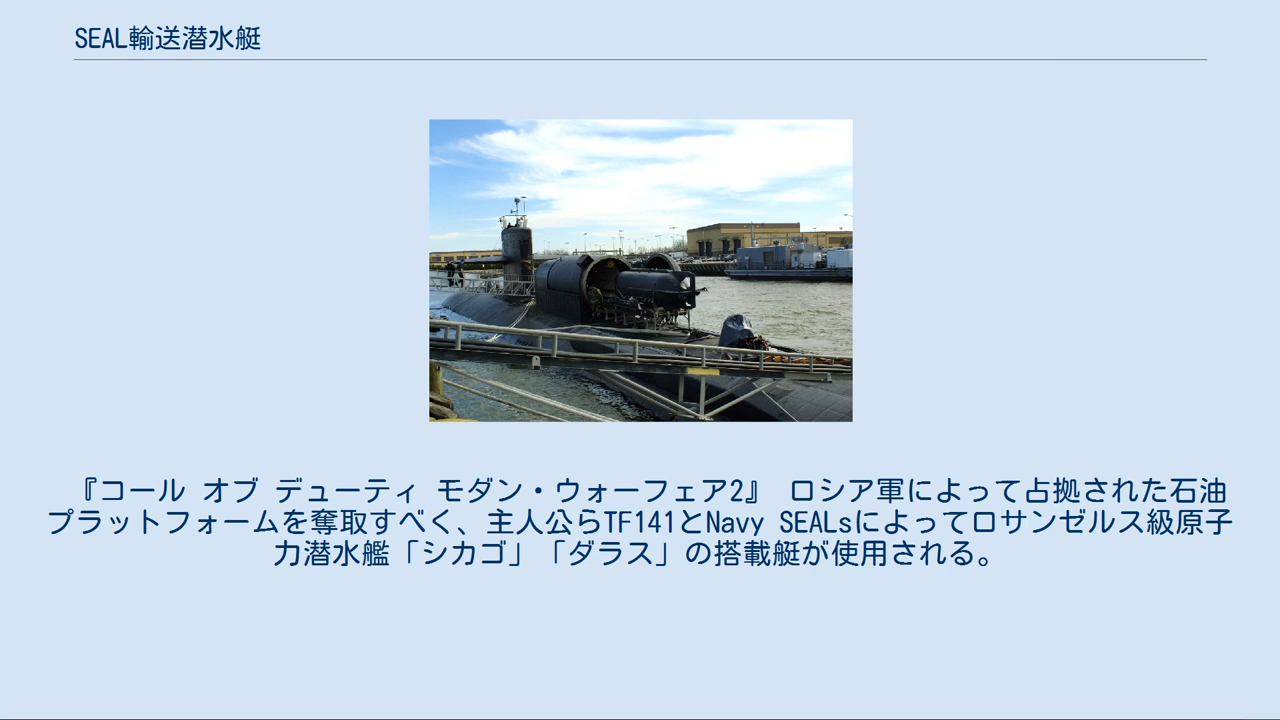 SEAL輸送潜水艇
『コール オブ デューティ モダン・ウォーフェア2』 ロシア軍によって占拠された石油
プラットフォームを奪取すべく、主人公らTF141とNavy SEALsによってロサンゼルス級原子
力潜水艦「シカゴ」「ダラス」の搭載艇が使用される。